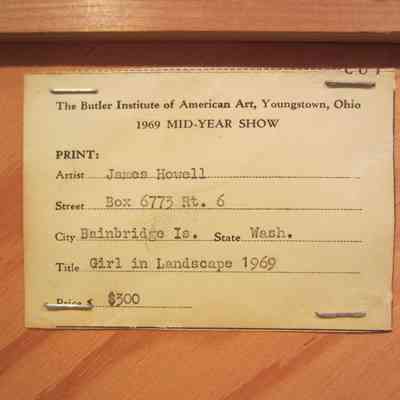 The Butler Institute of American Art, Youngstown, Ohio
1969 MID-YEAR SHOW
PRINT:
Artist James Howell
Street Box 6773 Rt. 6
City Bainbridge Is. State Wash.
Title Girl in Landscape 1969
Price $ $300